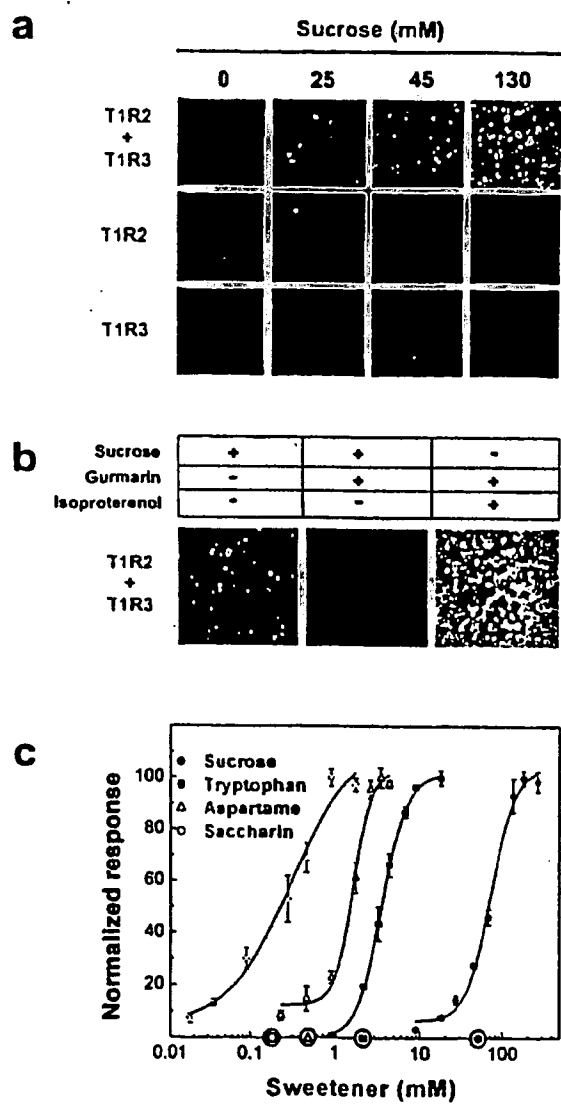 a
Sucrose (mM)
0 25 45 130
T1R2
+
T1R3
T1R2
T1R3
b
Sucrose + + -
Gurmarin - + +
Isoproterenol - - +
T1R2
+
T1R3
c
Sucrose
Tryptophan
Aspartame
Saccharin
Normalized response
100
80
60
40
20
0.01 0.1 1 10 100
Sweetener (mM)